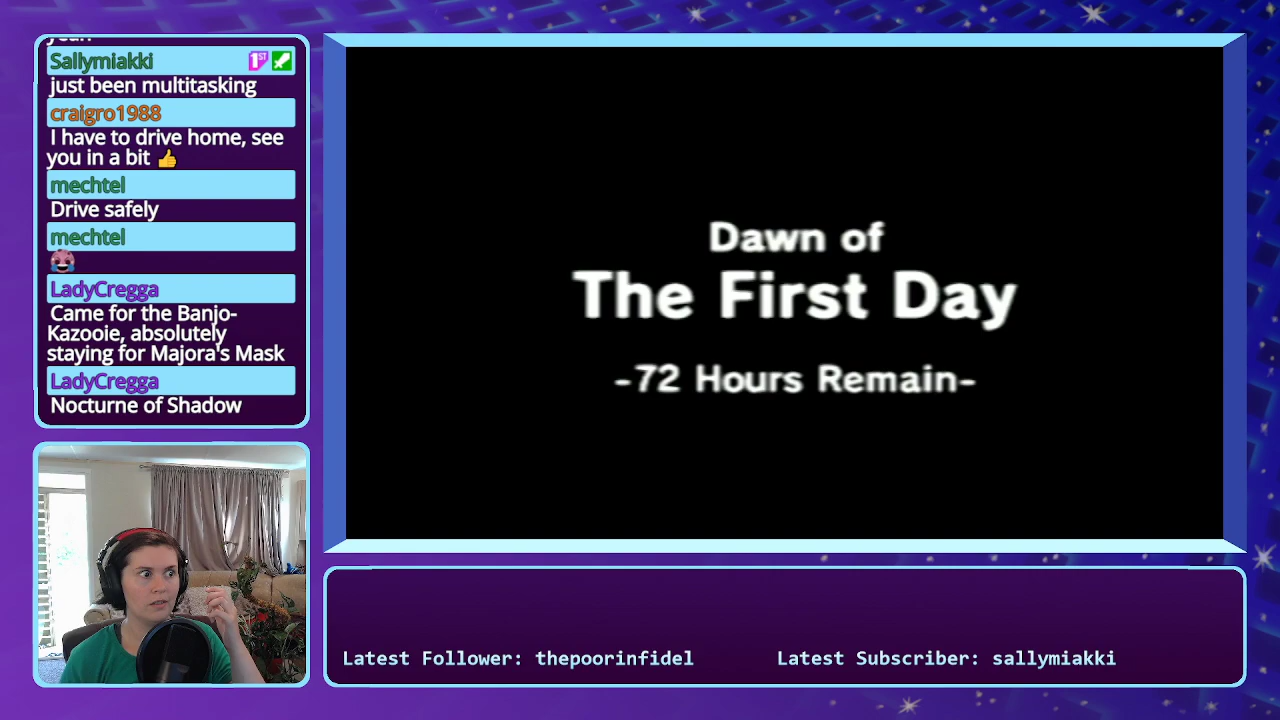 Sallymiakki 1ST
just been multitasking
craigro1988
I have to drive home, see
you in a bit 👍
mechtel
Drive safely
mechtel
LadyCregga
Came for the Banjo-
Kazooie, absolutely
staying for Majora's Mask
LadyCregga
Nocturne of Shadow
Dawn of
The First Day
-72 Hours Remain-
Latest Follower: thepoorinfidel
Latest Subscriber: sallymiakki